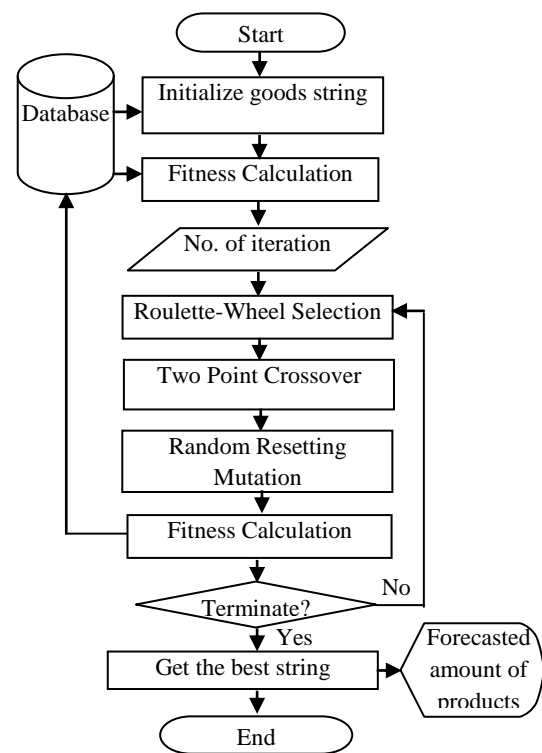 Start
Initialize goods string
Database
Fitness Calculation
No. of iteration
Roulette-Wheel Selection
Two Point Crossover
Random Resetting
Mutation
Fitness Calculation
Terminate?
No
Yes
Get the best string
Forecasted
amount of
products
End